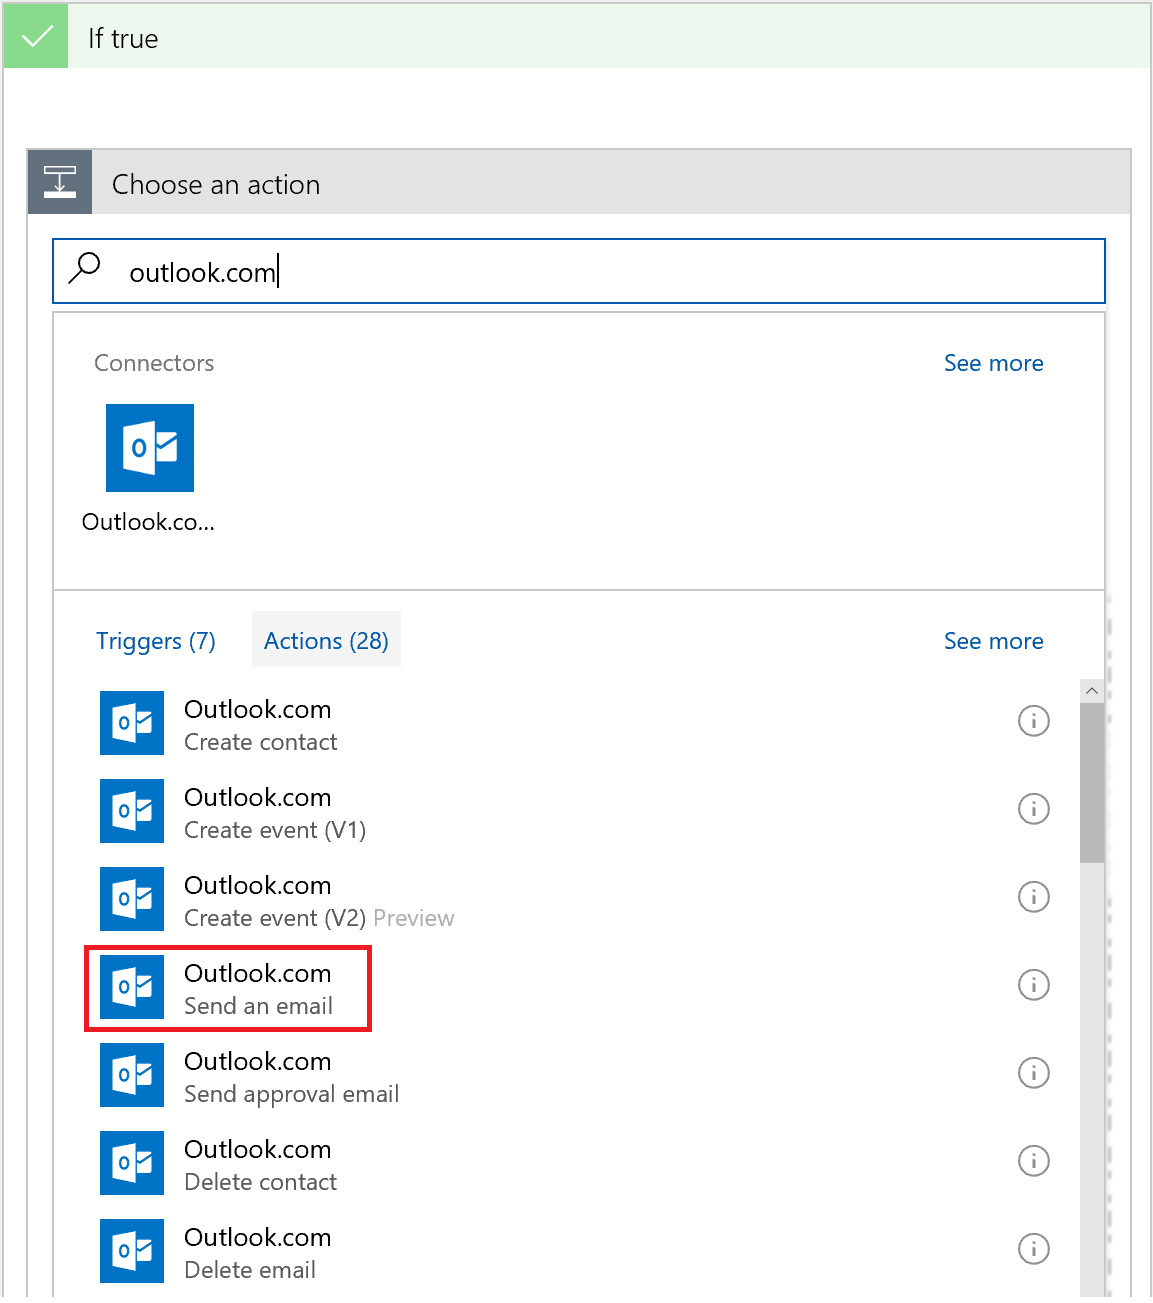 If true
Choose an action
outlook.com
Connectors
See more
Outlook.co...
Triggers (7)
Actions (28)
See more
Outlook.com
Create contact
Outlook.com
Create event (V1)
Outlook.com
Create event (V2) Preview
Outlook.com
Send an email
Outlook.com
Send approval email
Outlook.com
Delete contact
Outlook.com
Delete email